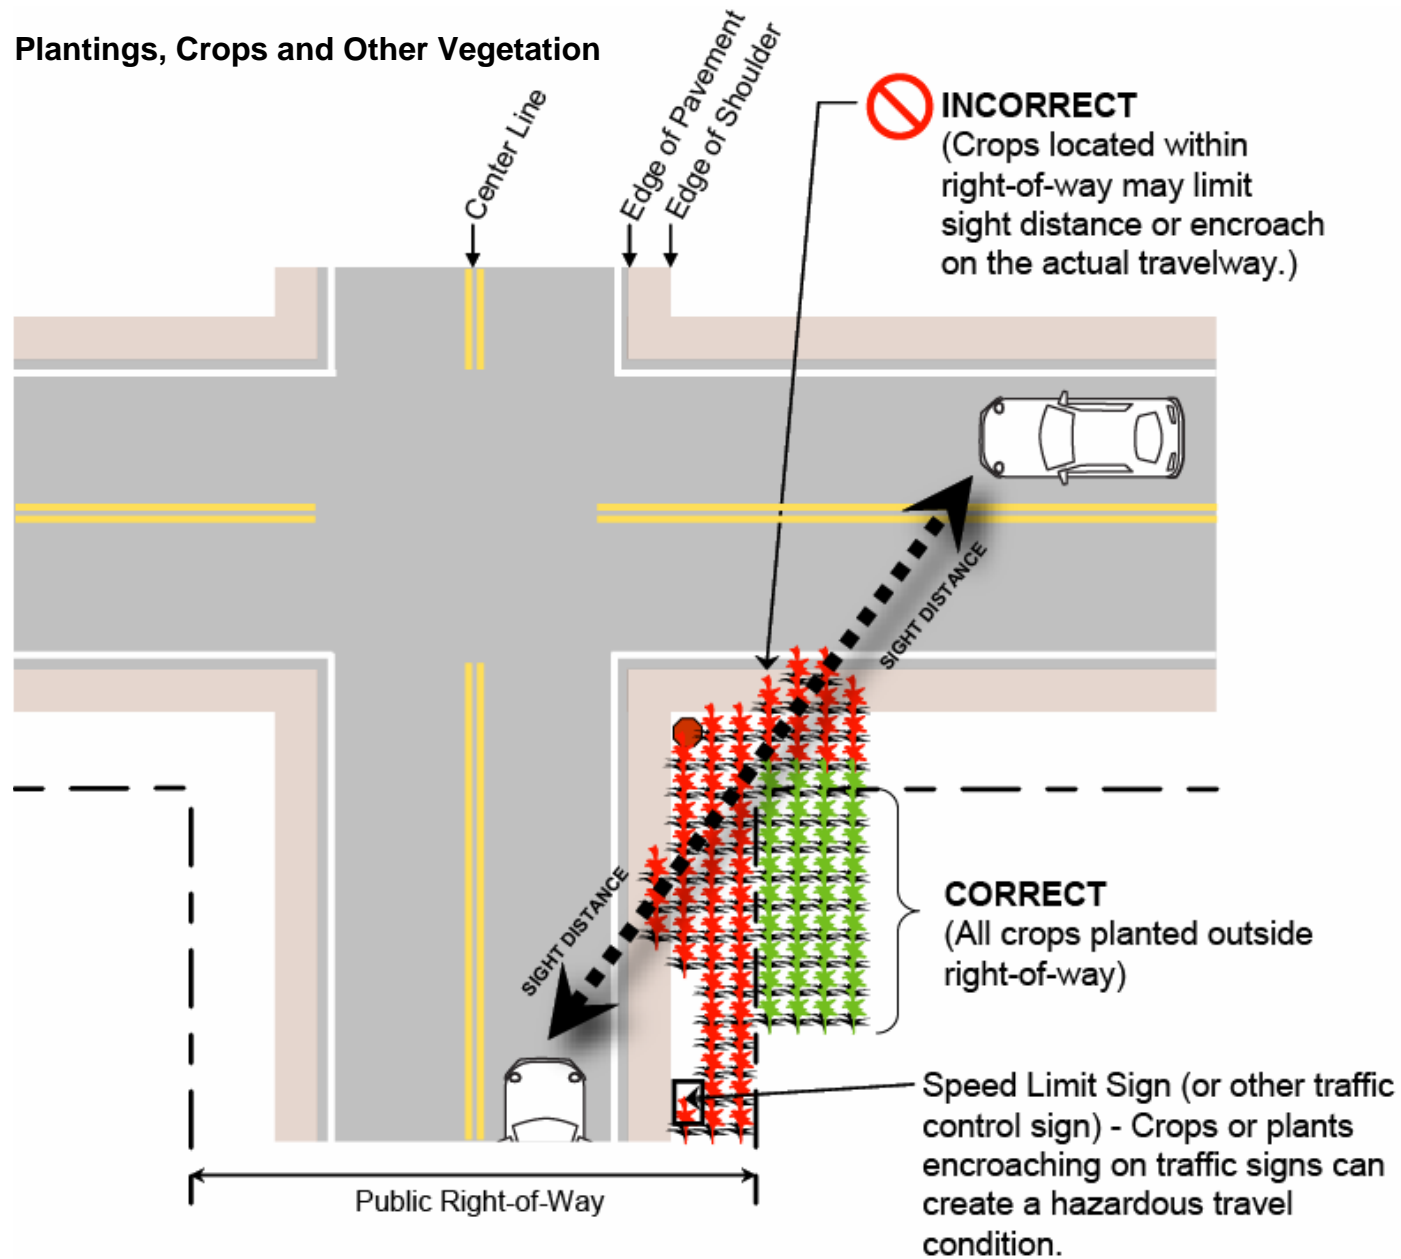 Plantings, Crops and Other Vegetation
Center Line
Edge of Pavement
Edge of Shoulder
INCORRECT
(Crops located within
right-of-way may limit
sight distance or encroach
on the actual travelway.)
SIGHT DISTANCE
SIGHT DISTANCE
CORRECT
(All crops planted outside
right-of-way)
Speed Limit Sign (or other traffic
control sign) - Crops or plants
encroaching on traffic signs can
create a hazardous travel
condition.
Public Right-of-Way